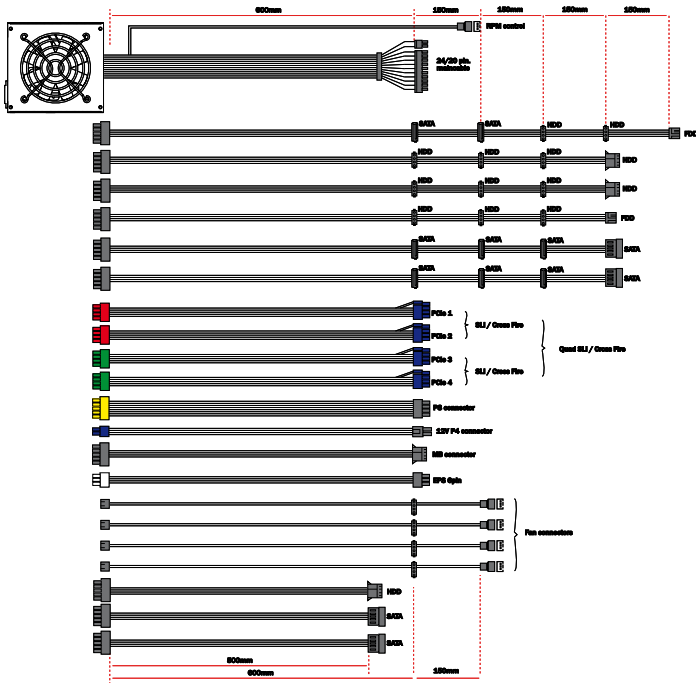 600mm 150mm 150mm 150mm 150mm
RPM control
24/20 pin.
SATA SATA HDD HDD FDD
HDD HDD HDD HDD
HDD HDD HDD HDD
HDD HDD HDD FDD
SATA SATA SATA SATA
SATA SATA SATA SATA
PCIe 1
SLI / Cross Fire
PCIe 2
Quad SLI / Cross Fire
PCIe 3
SLI / Cross Fire
PCIe 4
P8 connector
12V P4 connector
MB connector
EPS 6pin
Fan connectors
HDD
SATA
SATA
500mm
600mm 150mm